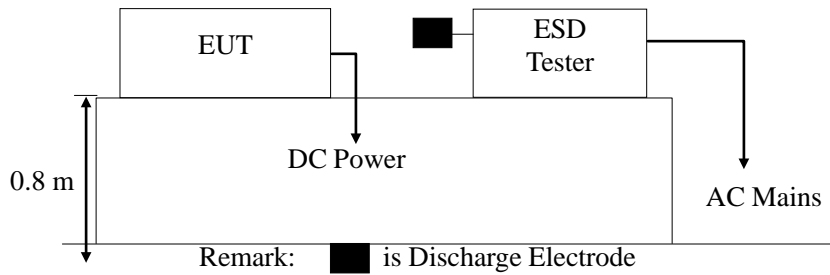 EUT
ESD
Tester
DC Power
0.8 m
AC Mains
Remark: is Discharge Electrode